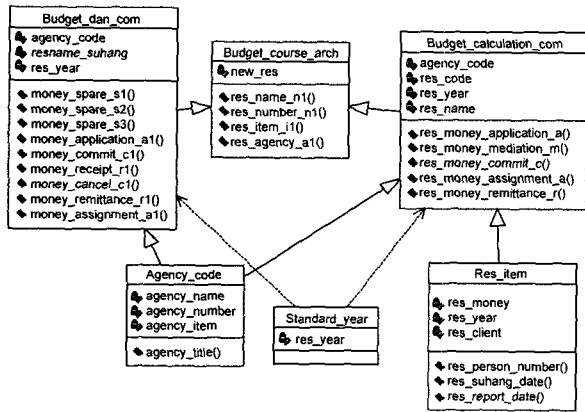 Budget_dan_com
agency_code
resname_suhang
res_year
money_spare_s1()
money_spare_s2()
money_spare_s3()
money_application_a1()
money_commit_c1()
money_receipt_r1()
money_cancel_c1()
money_remittance_r1()
money_assignment_a1()
Budget_course_arch
new_res
res_name_n1()
res_number_n1()
res_item_i1()
res_agency_a1()
Budget_calculation_com
agency_code
res_code
res_year
res_name
res_money_application_a()
res_money_mediation_m()
res_money_commit_c()
res_money_assignment_a()
res_money_remittance_r()
Agency_code
agency_name
agency_number
agency_item
agency_title()
Standard_year
res_year
Res_item
res_money
res_year
res_client
res_person_number()
res_suhang_date()
res_report_date()